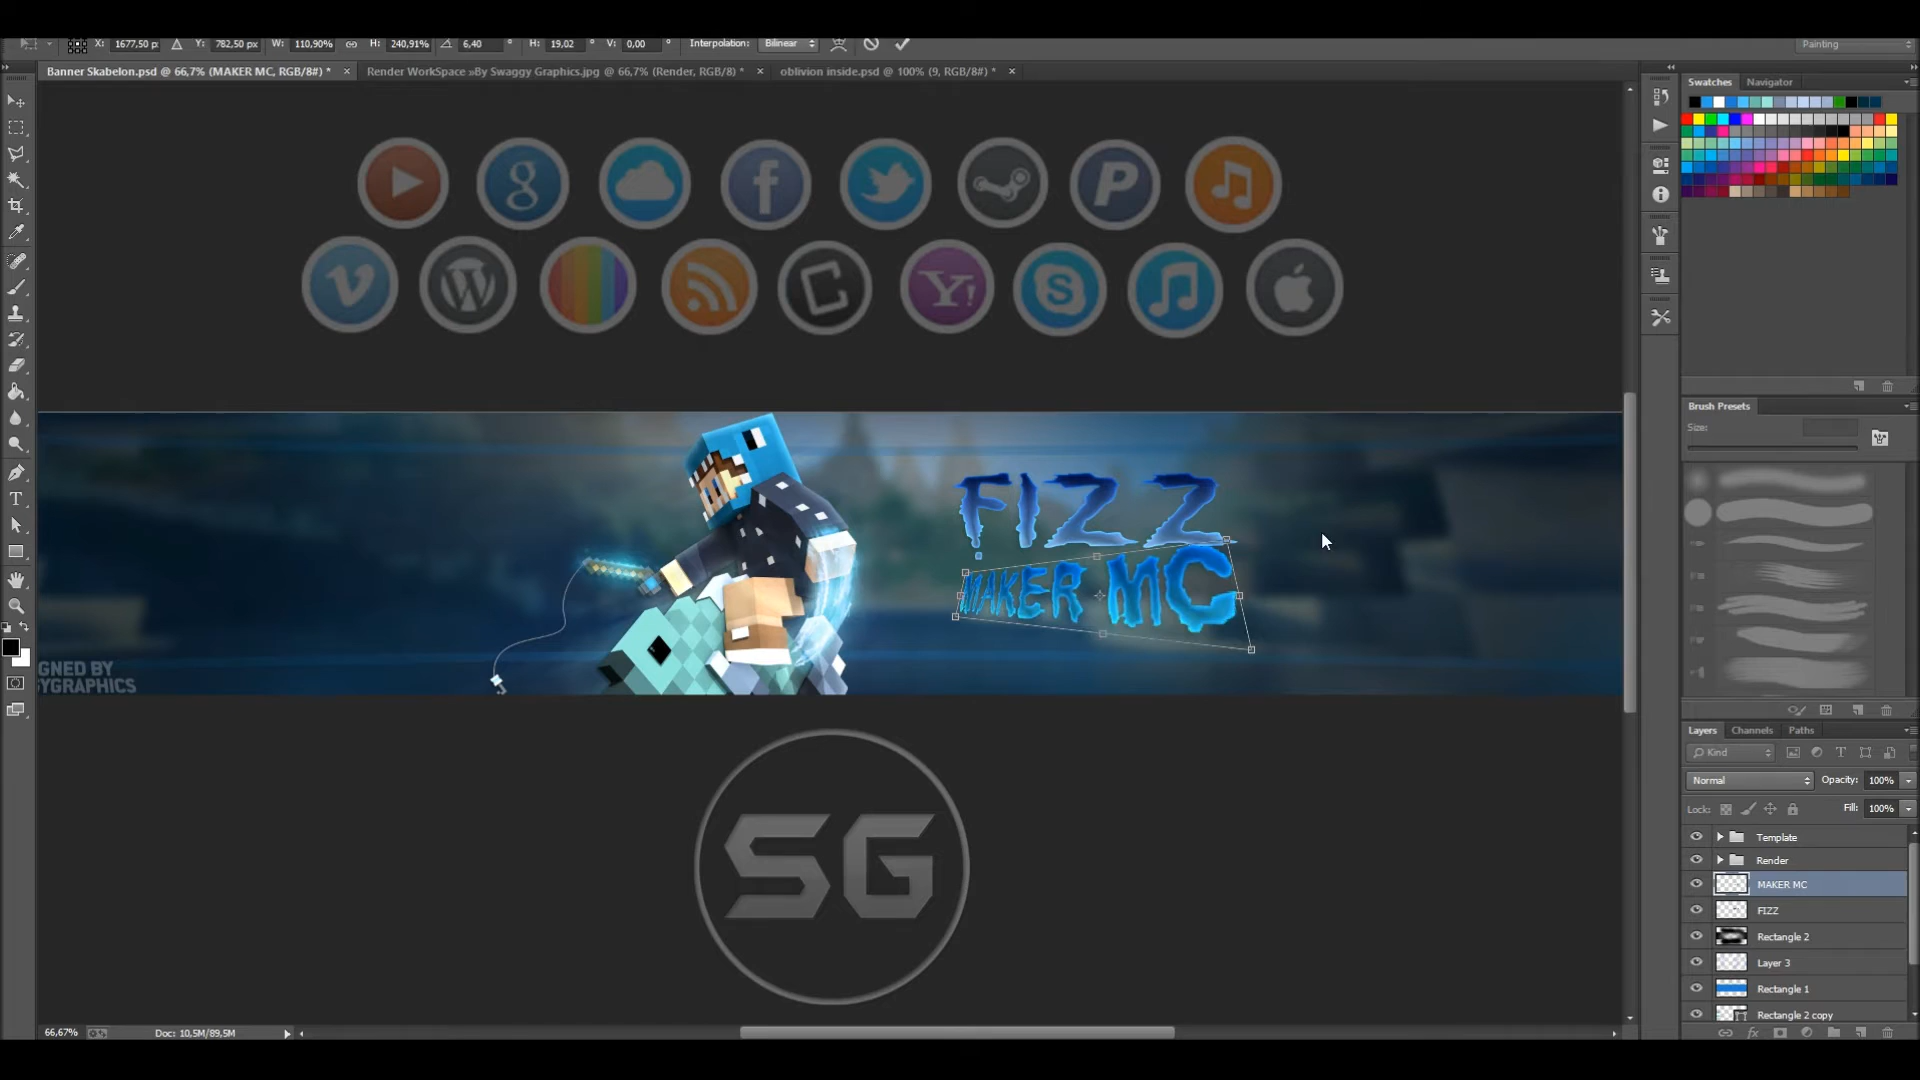 X: 1677,50 px Y: 782,50 px W: 110,90% H: 240,91% 6,40 ° H: 19,02 ° V: 0,00 ° Interpolation: Bilinear Painting
Banner Skabelon.psd @ 66,7% (MAKER MC, RGB/8#) * × Render WorkSpace »By Swaggy Graphics.jpg @ 66,7% (Render, RGB/8) * × oblivion inside.psd @ 100% (9, RGB/8#) * ×
Swatches Navigator
g f P
V W C Y! S
Brush Presets
Size:
FIZZ
MAKER MC
GNED BY
YGRAPHICS
SG
Layers Channels Paths
Kind T
Normal Opacity: 100%
Lock: Fill: 100%
Template
Render
MAKER MC
FIZZ
Rectangle 2
Layer 3
Rectangle 1
Rectangle 2 copy
fx
66,67% Doc: 10,5M/89,5M